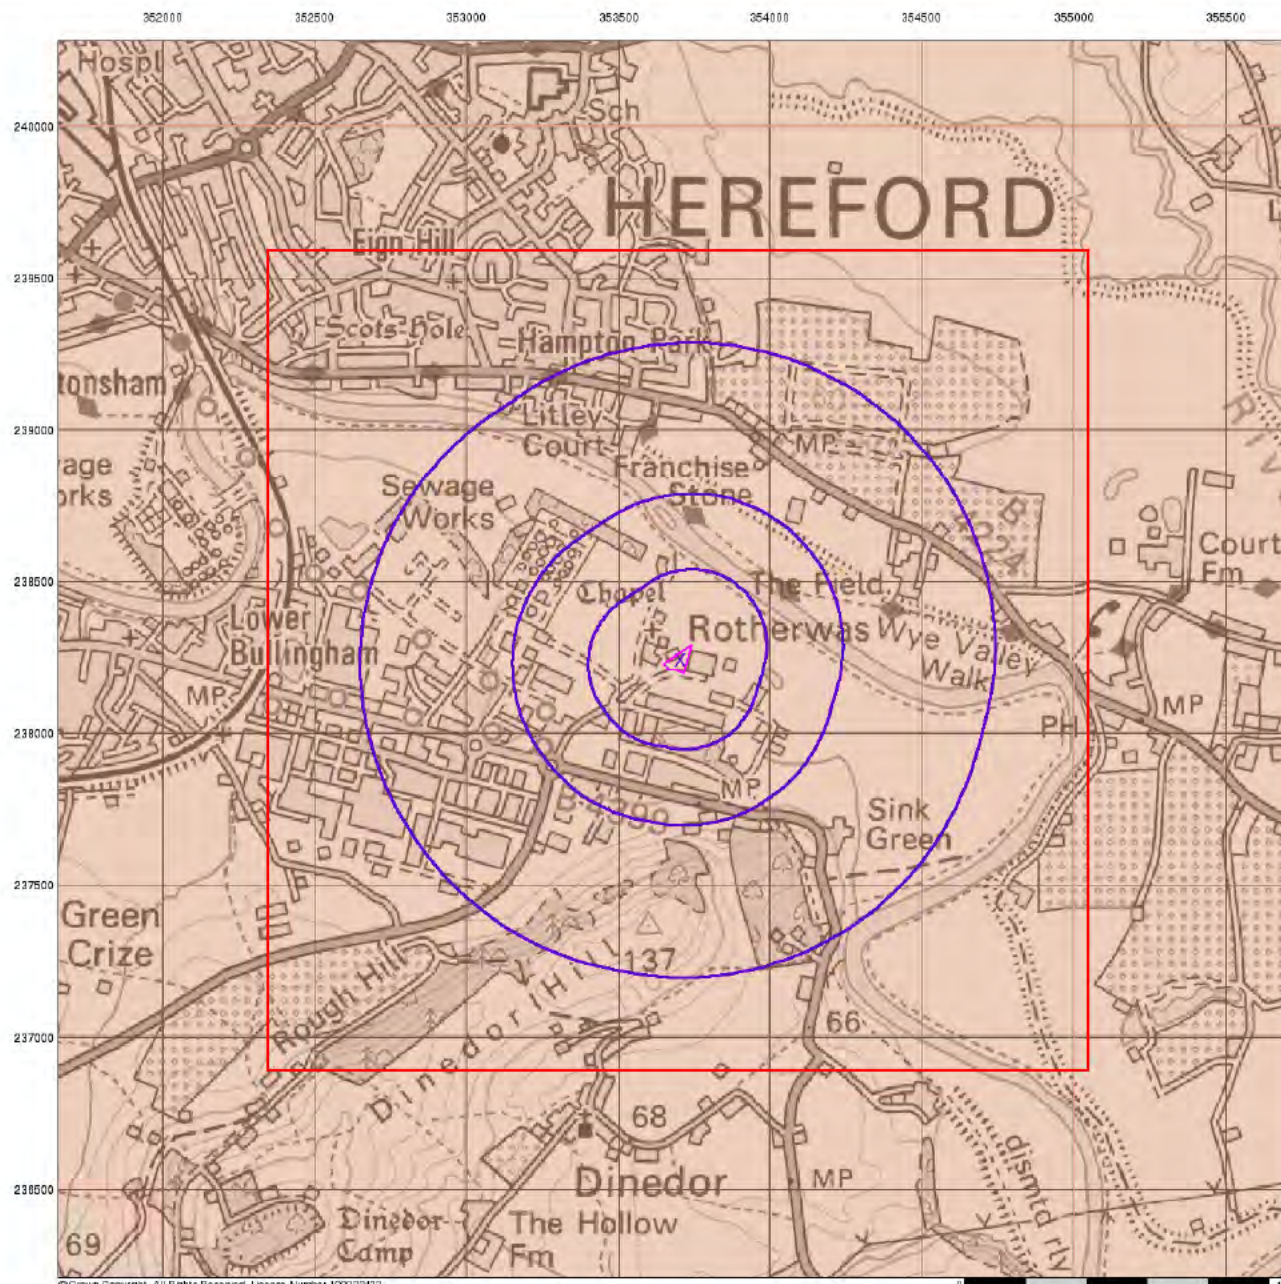 352000 352500 353000 353500 354000 354500 355000 355500
240000
239500
239000
238500
238000
237500
237000
236500
Hospl
Sch
HEREFORD
Eign Hill
Scots Hole
Hampton Park
tonsham
Litley
Court
MP
Franchise
Stone
Sewage
Works
wage
orks
B 4224
Court
Fm
Chapel
The Field
Lower
Bullingham
Rotherwas
Wye Valley
Walk
MP
MP
PH
MP
B 4399
Sink
Green
Green
Crize
Rough Hill
Dinedor Hill
137
66
68
Dinedor
MP
dismtd rly
Dinedor
Camp
The Hollow
Fm
69